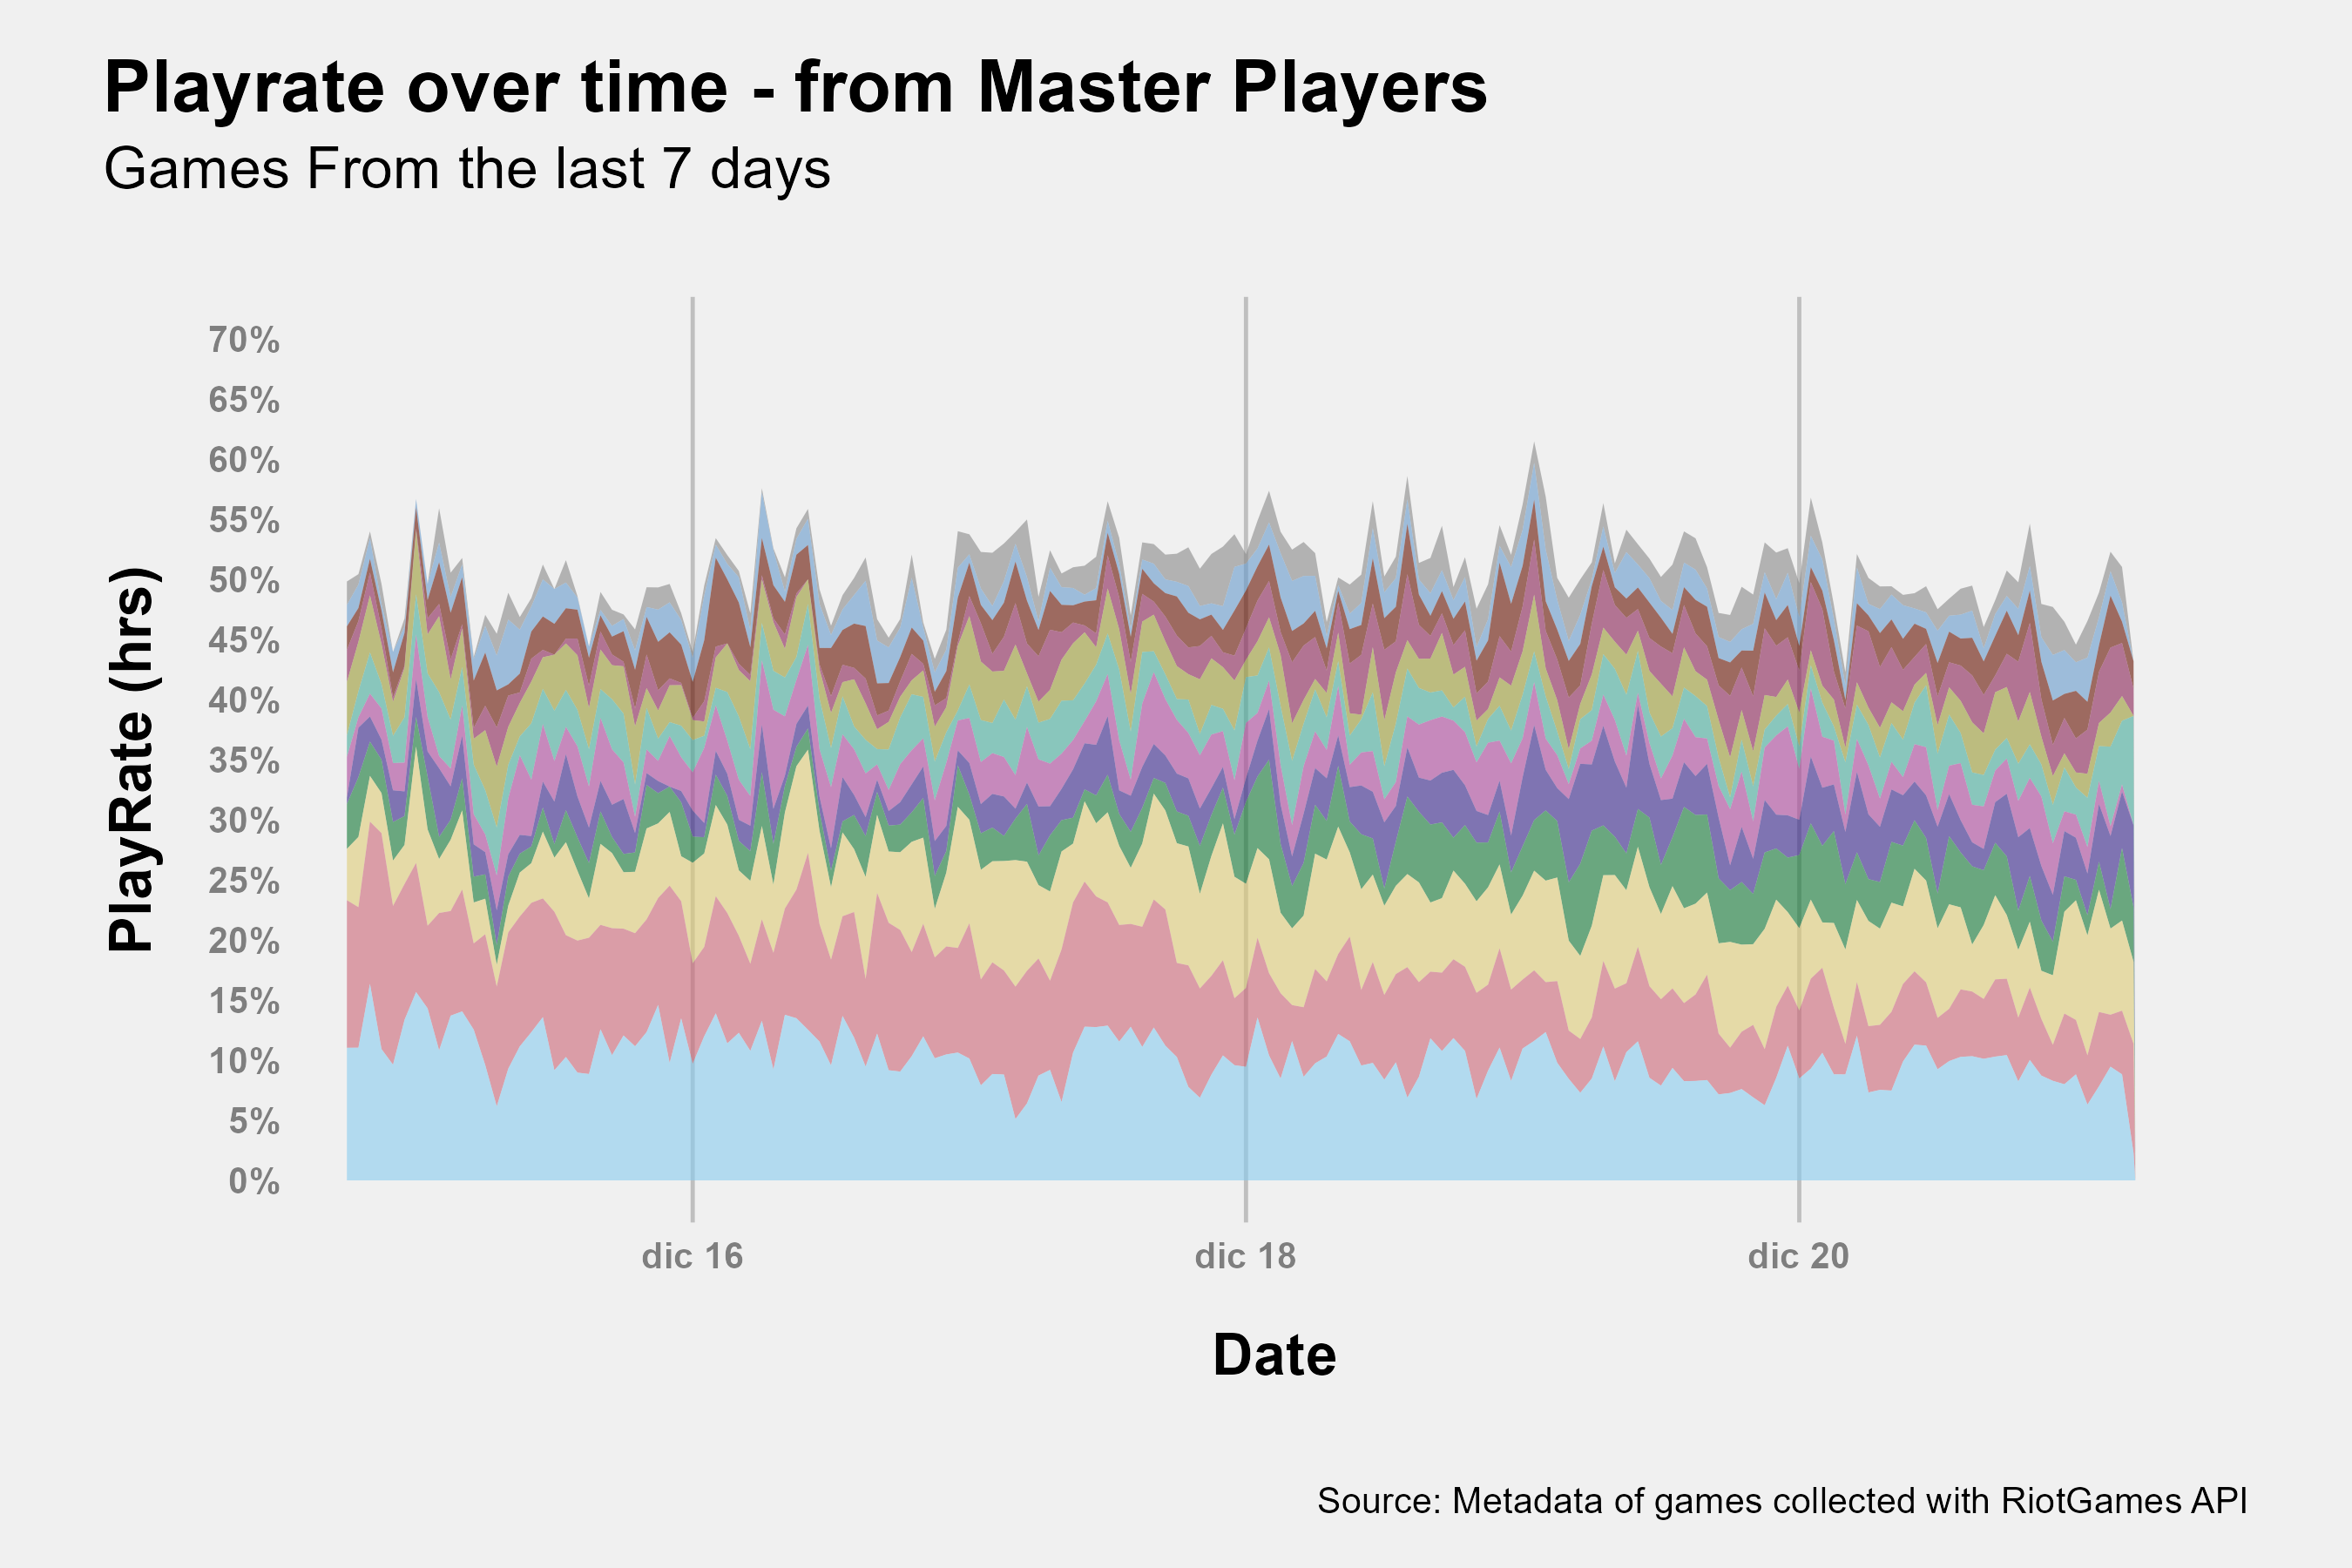 Playrate over time - from Master Players
Games From the last 7 days
70%
65%
60%
55%
50%
45%
40%
35%
30%
25%
20%
15%
10%
5%
0%
PlayRate (hrs)
dic 16
dic 18
dic 20
Date
Source: Metadata of games collected with RiotGames API